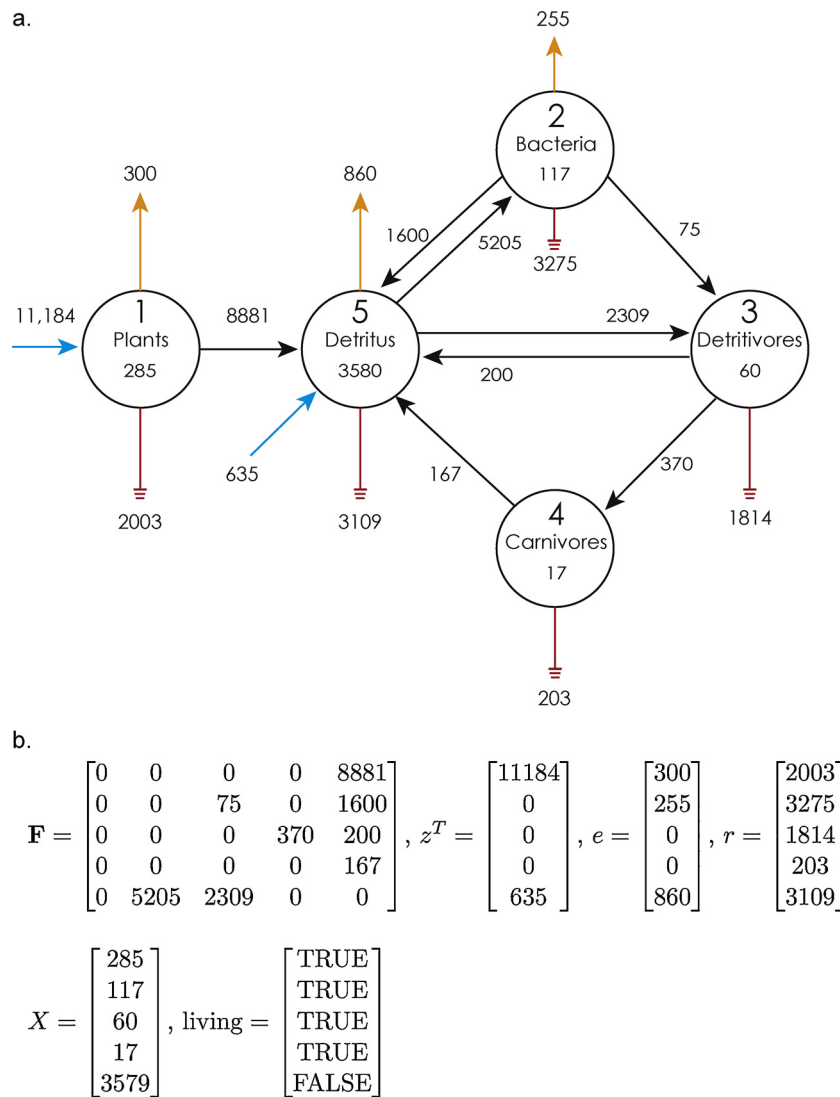 a.
255
2
Bacteria
117
300
860
1600
5205
3275
75
11,184
1
Plants
285
8881
5
Detritus
3580
2309
200
3
Detritivores
60
635
167
370
2003
3109
4
Carnivores
17
1814
203
b.
0 0 0 0 8881 11184 300 2003
0 0 75 0 1600 0 255 3275
F = 0 0 0 370 200 , z^T = 0 , e = 0 , r = 1814
0 0 0 0 167 0 0 203
0 5205 2309 0 0 635 860 3109
285 TRUE
117 TRUE
X = 60 , living = TRUE
17 TRUE
3579 FALSE